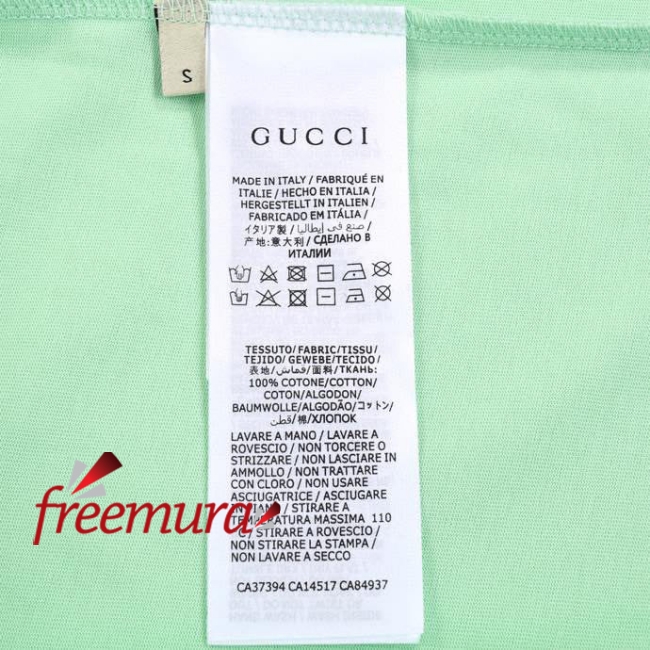 S
GUCCI
MADE IN ITALY / FABRIQUÉ EN
ITALIE / HECHO EN ITALIA /
HERGESTELLT IN ITALIEN /
FABRICADO EM ITÁLIA /
イタリア製 / صنع في إيطاليا /
产地:意大利 / СДЕЛАНО В
ИТАЛИИ
TESSUTO/FABRIC/TISSU/
TEJIDO/ GEWEBE/TECIDO/
表地/قماش/面料/ТКАНЬ:
100% COTONE/COTTON/
COTON/ALGODON/
BAUMWOLLE/ALGODÃO/コットン/
قطن/棉/ХЛОПОК
LAVARE A MANO / LAVARE A
ROVESCIO / NON TORCERE O
STRIZZARE / NON LASCIARE IN
AMMOLLO / NON TRATTARE
CON CLORO / NON USARE
ASCIUGATRICE / ASCIUGARE
/ STIRARE A
MASSIMA 110
C / STIRARE A ROVESCIO /
NON STIRARE LA STAMPA /
NON LAVARE A SECCO
freemura
CA37394 CA14517 CA84937